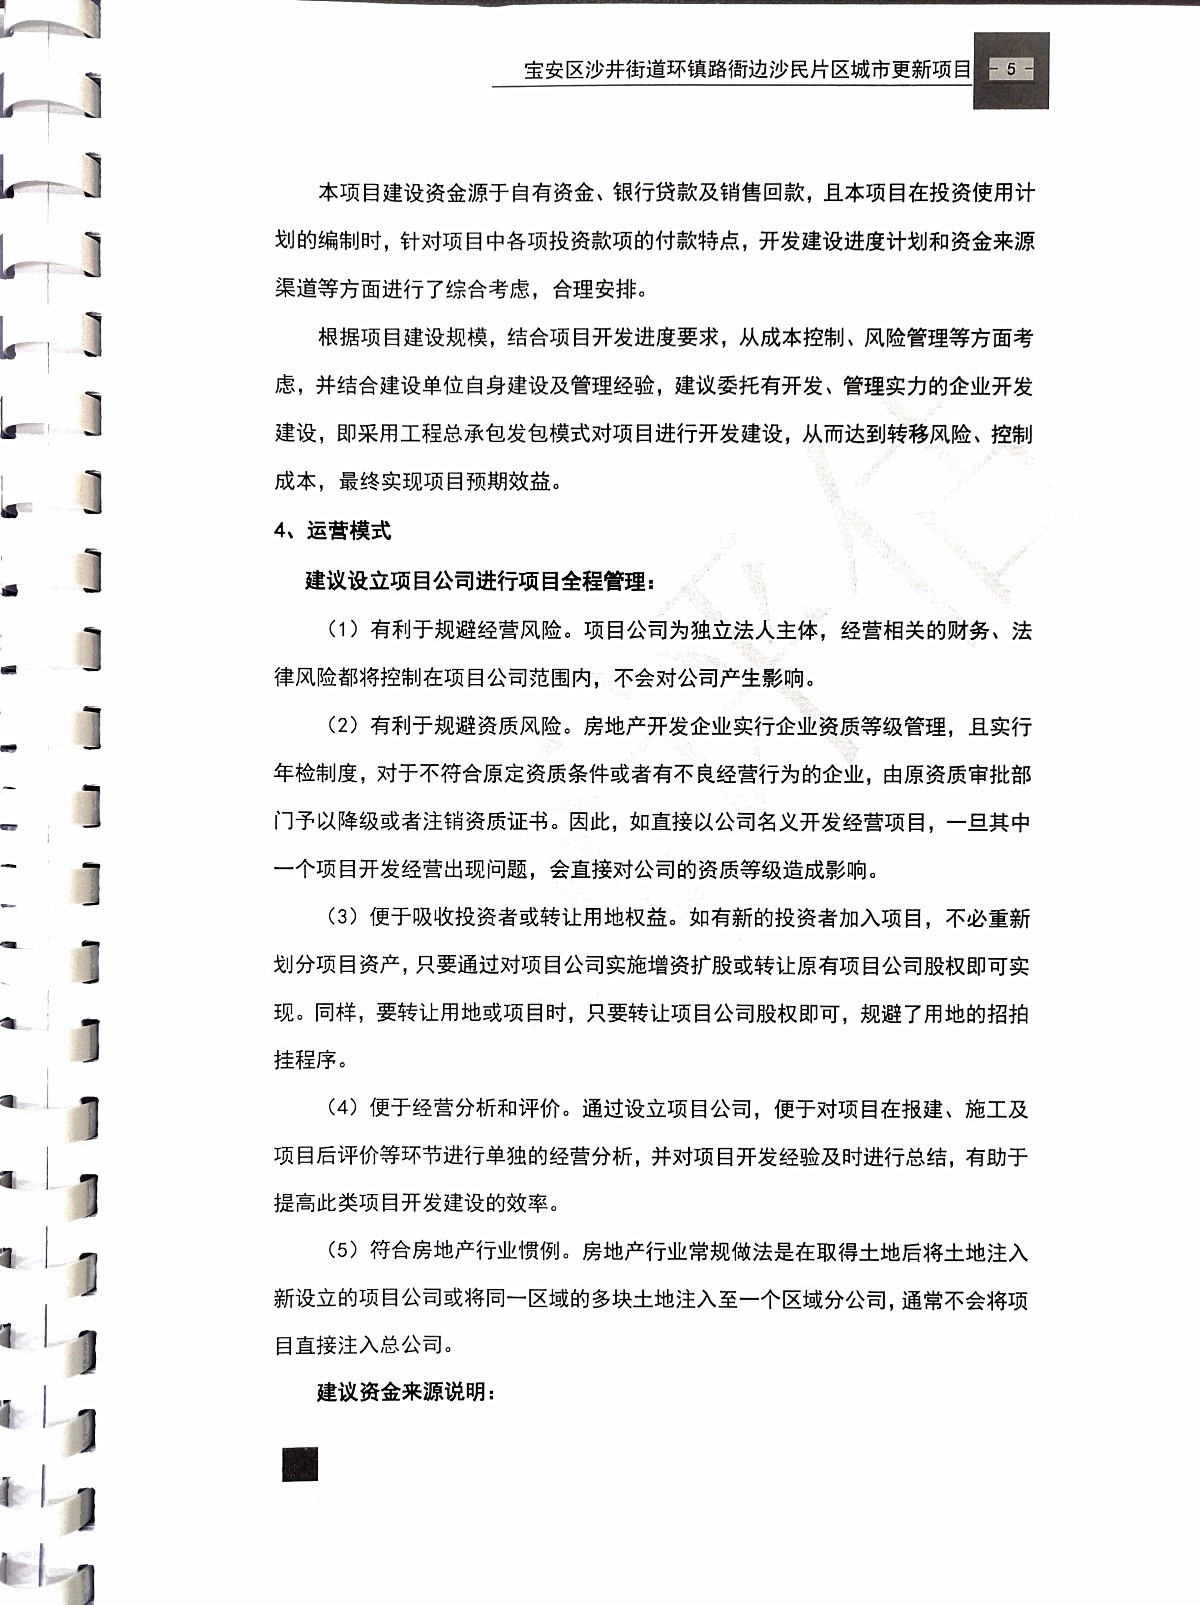 宝安区沙井街道环镇路衙边沙民片区城市更新项目
- 5 -
本项目建设资金源于自有资金、银行贷款及销售回款，且本项目在投资使用计
划的编制时，针对项目中各项投资款项的付款特点，开发建设进度计划和资金来源
渠道等方面进行了综合考虑，合理安排。
根据项目建设规模，结合项目开发进度要求，从成本控制、风险管理等方面考
虑，并结合建设单位自身建设及管理经验，建议委托有开发、管理实力的企业开发
建设，即采用工程总承包发包模式对项目进行开发建设，从而达到转移风险、控制
成本，最终实现项目预期效益。
4、运营模式
建议设立项目公司进行项目全程管理：
（1）有利于规避经营风险。项目公司为独立法人主体，经营相关的财务、法
律风险都将控制在项目公司范围内，不会对公司产生影响。
（2）有利于规避资质风险。房地产开发企业实行企业资质等级管理，且实行
年检制度，对于不符合原定资质条件或者有不良经营行为的企业，由原资质审批部
门予以降级或者注销资质证书。因此，如直接以公司名义开发经营项目，一旦其中
一个项目开发经营出现问题，会直接对公司的资质等级造成影响。
（3）便于吸收投资者或转让用地权益。如有新的投资者加入项目，不必重新
划分项目资产，只要通过对项目公司实施增资扩股或转让原有项目公司股权即可实
现。同样，要转让用地或项目时，只要转让项目公司股权即可，规避了用地的招拍
挂程序。
（4）便于经营分析和评价。通过设立项目公司，便于对项目在报建、施工及
项目后评价等环节进行单独的经营分析，并对项目开发经验及时进行总结，有助于
提高此类项目开发建设的效率。
（5）符合房地产行业惯例。房地产行业常规做法是在取得土地后将土地注入
新设立的项目公司或将同一区域的多块土地注入至一个区域分公司，通常不会将项
目直接注入总公司。
建议资金来源说明：